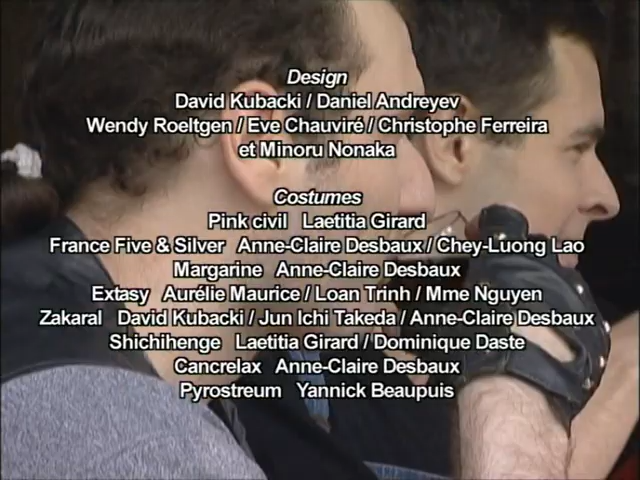 Design
David Kubacki / Daniel Andreyev
Wendy Roeltgen / Eve Chauviré / Christophe Ferreira
et Minoru Nonaka
Costumes
Pink civil Laetitia Girard
France Five & Silver Anne-Claire Desbaux / Chey-Luong Lao
Margarine Anne-Claire Desbaux
Extasy Aurélie Maurice / Loan Trinh / Mme Nguyen
Zakaral David Kubacki / Jun Ichi Takeda / Anne-Claire Desbaux
Shichihenge Laetitia Girard / Dominique Daste
Cancrelax Anne-Claire Desbaux
Pyrostreum Yannick Beaupuis